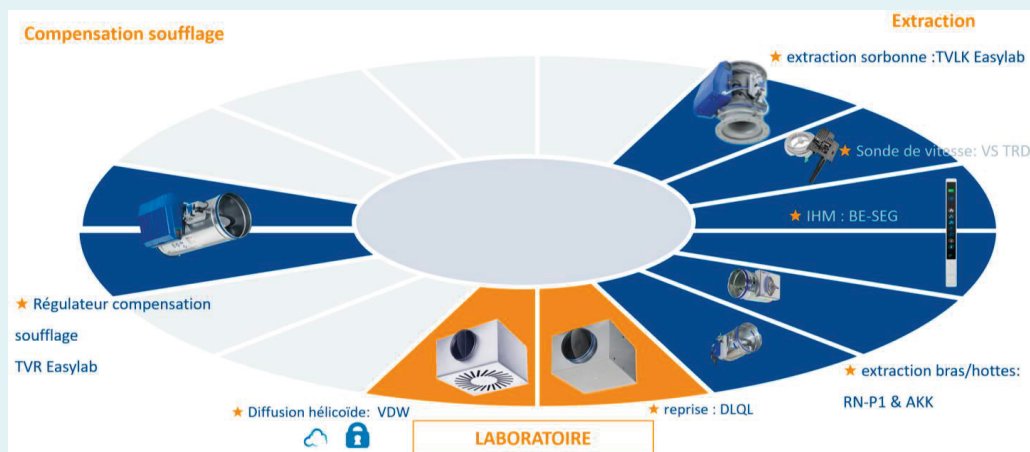 Compensation soufflage
Extraction
★ extraction sorbonne :TVLK Easylab
★ Sonde de vitesse: VS TRD
★ IHM : BE-SEG
★ Régulateur compensation
soufflage
TVR Easylab
★ extraction bras/hottes:
RN-P1 & AKK
★ Diffusion hélicoïde: VDW
★ reprise : DLQL
LABORATOIRE